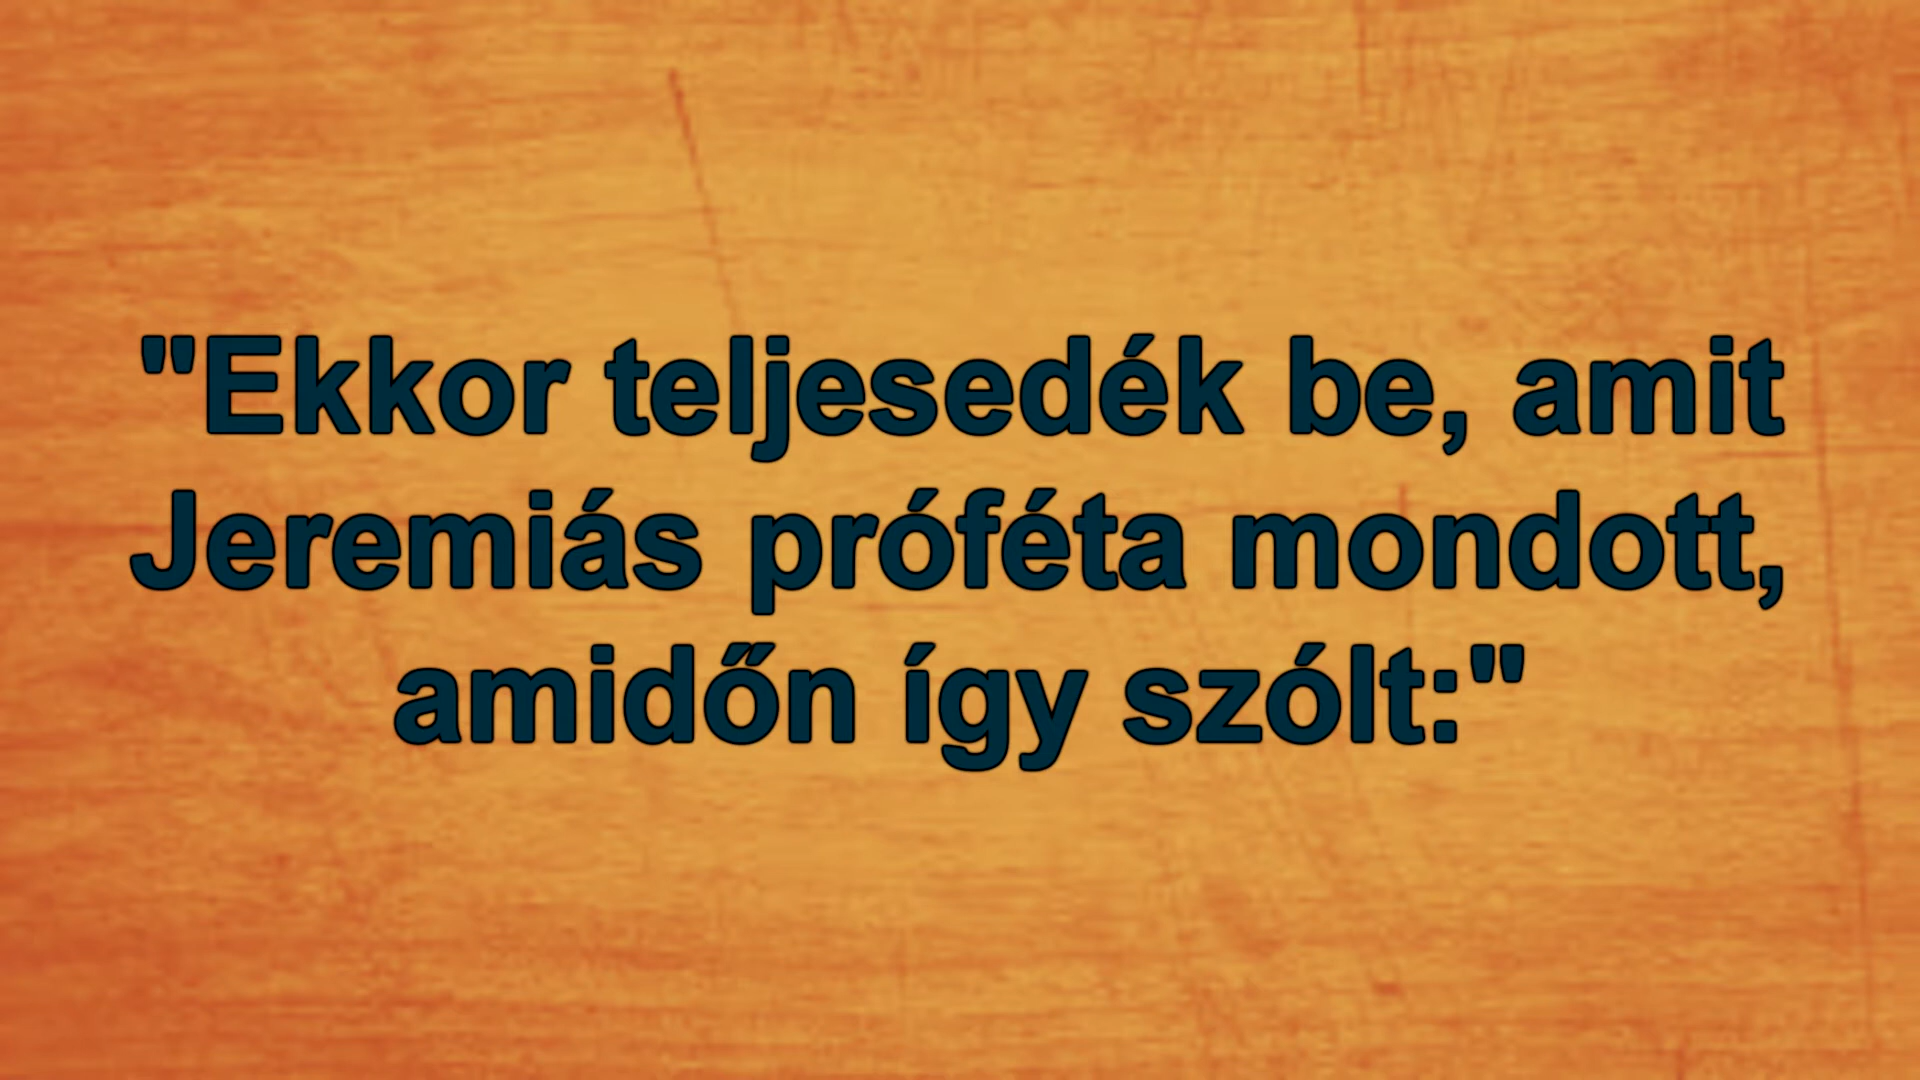 "Ekkor teljesedék be, amit
Jeremiás próféta mondott,
amidőn így szólt:"